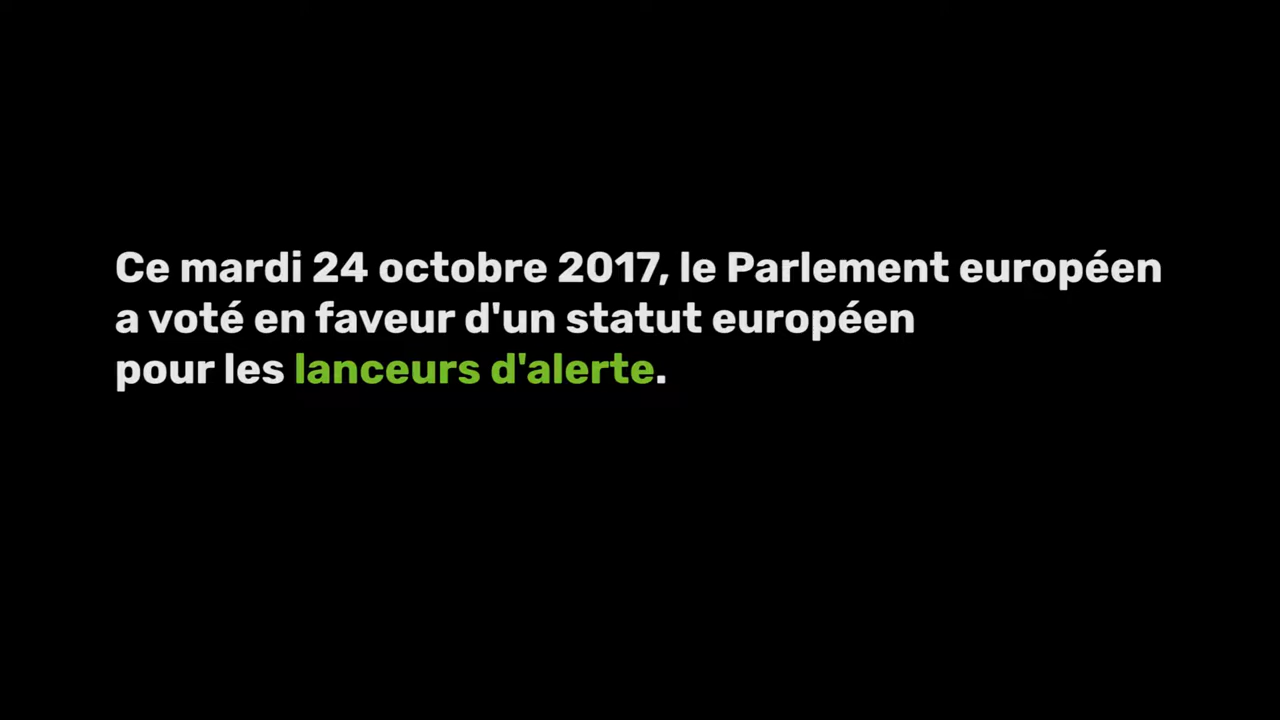 Ce mardi 24 octobre 2017, le Parlement européen
a voté en faveur d'un statut européen
pour les lanceurs d'alerte.